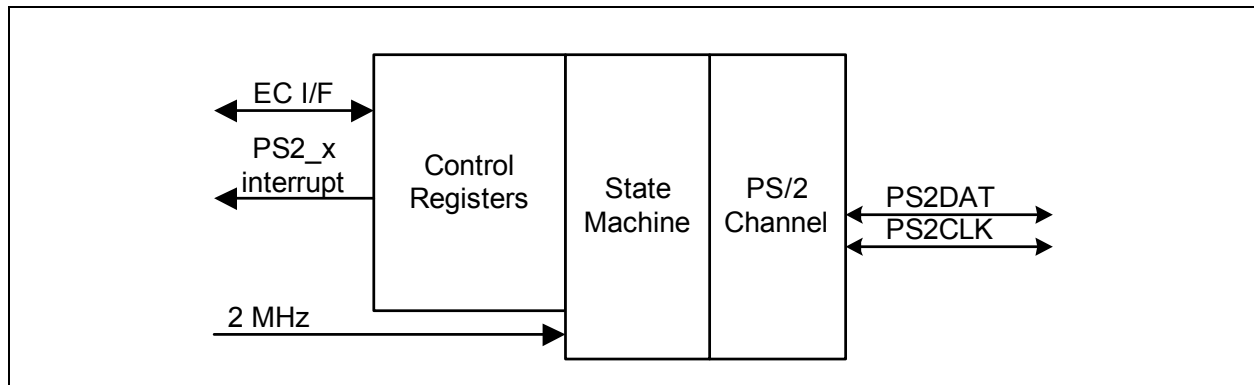 EC I/F
PS2_x
interrupt
Control
Registers
State
Machine
PS/2
Channel
PS2DAT
PS2CLK
2 MHz